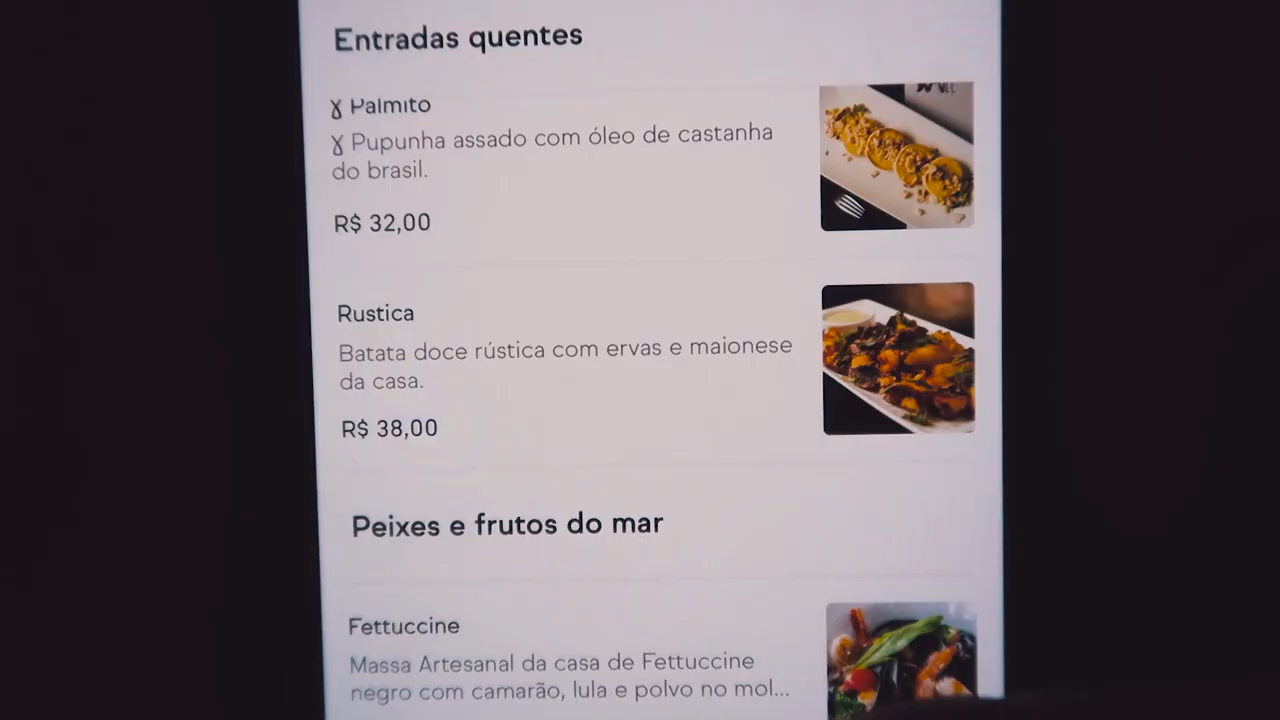 Entradas quentes
Ɣ Palmito
Ɣ Pupunha assado com óleo de castanha
do brasil.
R$ 32,00
Rustica
Batata doce rústica com ervas e maionese
da casa.
R$ 38,00
Peixes e frutos do mar
Fettuccine
Massa Artesanal da casa de Fettuccine
negro com camarão, lula e polvo no mol...